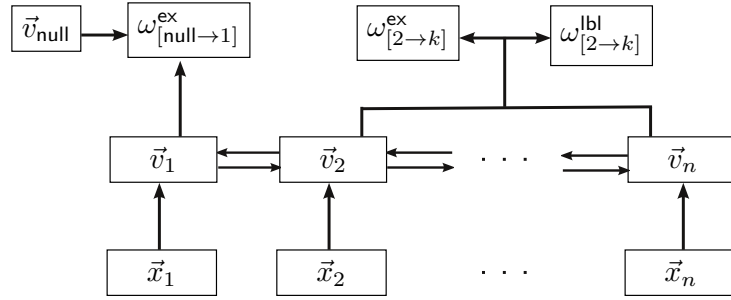 v⃗_null ω^ex_[null→1] ω^ex_[2→k] ω^lbl_[2→k]
v⃗_1 v⃗_2 · · · v⃗_n
x⃗_1 x⃗_2 · · · x⃗_n